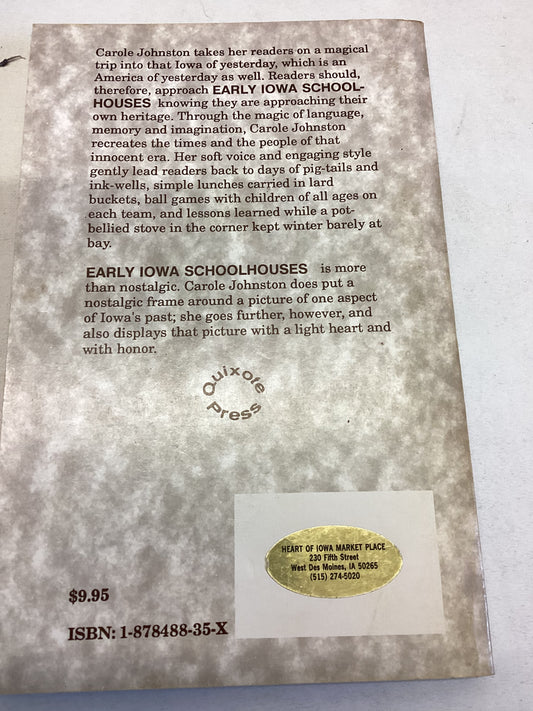 Carole Johnston takes her readers on a magical
trip into that Iowa of yesterday, which is an
America of yesterday as well. Readers should,
therefore, approach EARLY IOWA SCHOOL-
HOUSES knowing they are approaching their
own heritage. Through the magic of language,
memory and imagination, Carole Johnston
recreates the times and the people of that
innocent era. Her soft voice and engaging style
gently lead readers back to days of pig-tails and
ink-wells, simple lunches carried in lard
buckets, ball games with children of all ages on
each team, and lessons learned while a pot-
bellied stove in the corner kept winter barely at
bay.
EARLY IOWA SCHOOLHOUSES is more
than nostalgic. Carole Johnston does put a
nostalgic frame around a picture of one aspect
of Iowa's past; she goes further, however, and
also displays that picture with a light heart and
with honor.
Quixote
Press
HEART OF IOWA MARKET PLACE
230 Fifth Street
West Des Moines, IA 50265
(515) 274-5020
$9.95
ISBN: 1-878488-35-X